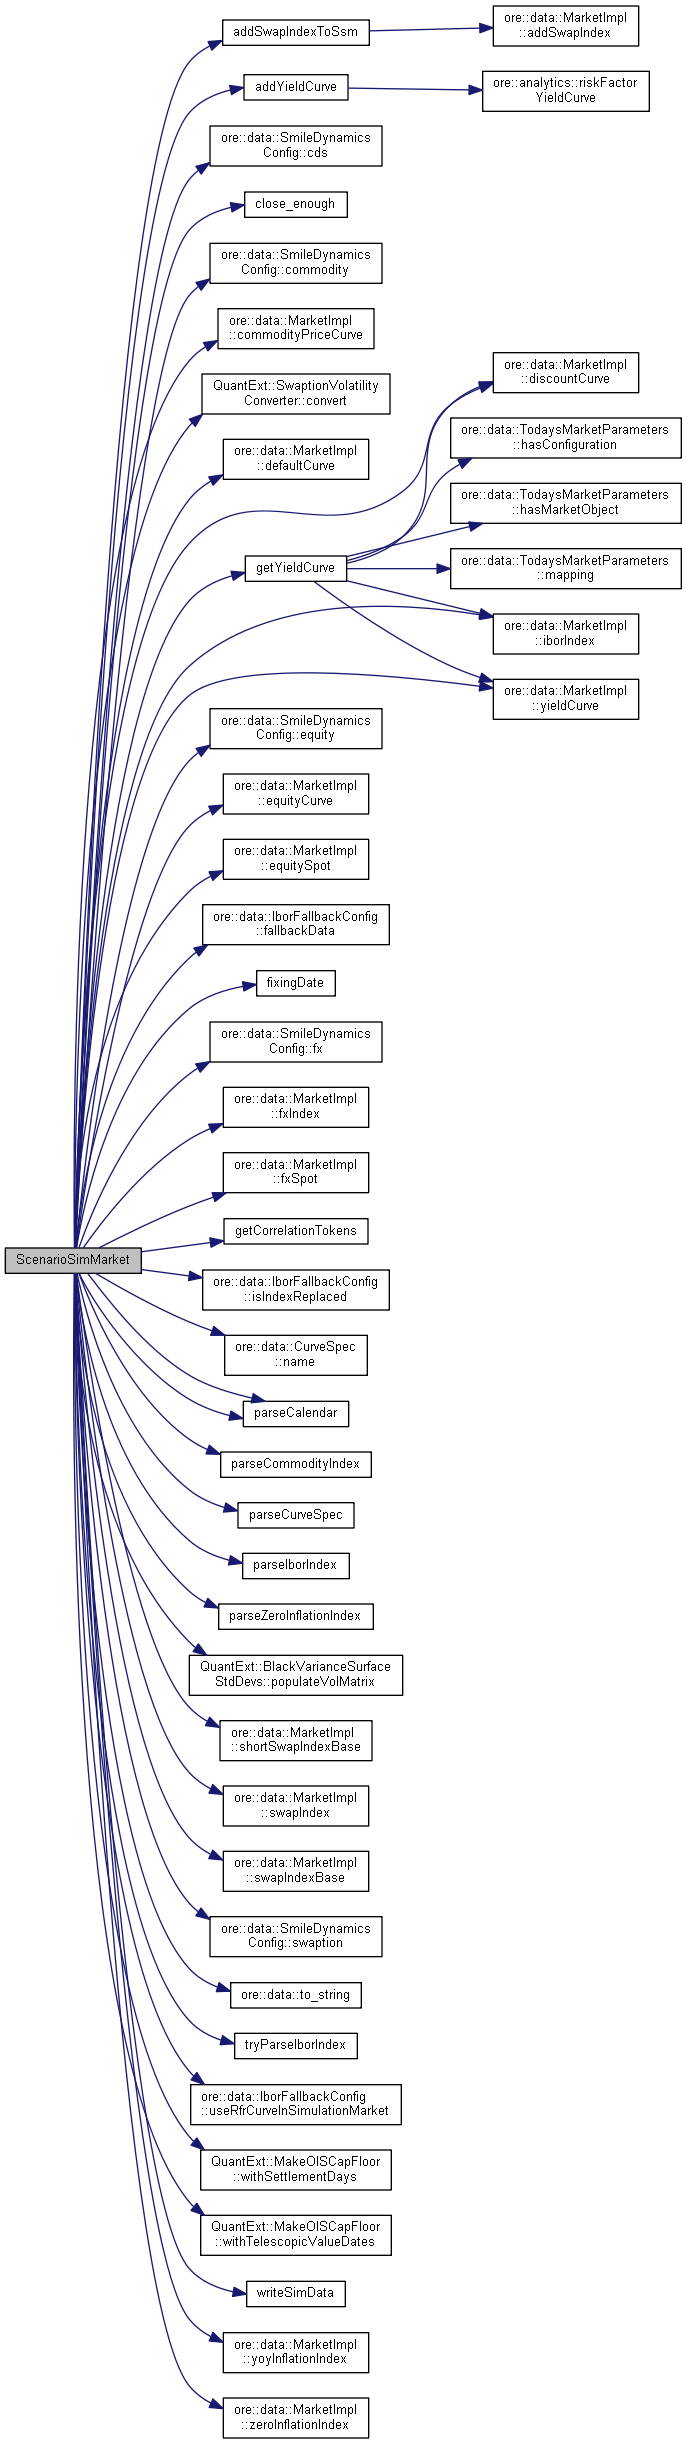 addSwapIndexToSsm
ore::data::MarketImpl
::addSwapIndex
addYieldCurve
ore::analytics::riskFactor
YieldCurve
ore::data::SmileDynamics
Config::cds
close_enough
ore::data::SmileDynamics
Config::commodity
ore::data::MarketImpl
::commodityPriceCurve
QuantExt::SwaptionVolatility
Converter::convert
ore::data::MarketImpl
::defaultCurve
ore::data::MarketImpl
::discountCurve
ore::data::TodaysMarketParameters
::hasConfiguration
ore::data::TodaysMarketParameters
::hasMarketObject
getYieldCurve
ore::data::TodaysMarketParameters
::mapping
ore::data::MarketImpl
::iborIndex
ore::data::MarketImpl
::yieldCurve
ore::data::SmileDynamics
Config::equity
ore::data::MarketImpl
::equityCurve
ore::data::MarketImpl
::equitySpot
ore::data::IborFallbackConfig
::fallbackData
fixingDate
ore::data::SmileDynamics
Config::fx
ore::data::MarketImpl
::fxIndex
ore::data::MarketImpl
::fxSpot
getCorrelationTokens
ScenarioSimMarket
ore::data::IborFallbackConfig
::isIndexReplaced
ore::data::CurveSpec
::name
parseCalendar
parseCommodityIndex
parseCurveSpec
parseIborIndex
parseZeroInflationIndex
QuantExt::BlackVarianceSurface
StdDevs::populateVolMatrix
ore::data::MarketImpl
::shortSwapIndexBase
ore::data::MarketImpl
::swapIndex
ore::data::MarketImpl
::swapIndexBase
ore::data::SmileDynamics
Config::swaption
ore::data::to_string
tryParseIborIndex
ore::data::IborFallbackConfig
::useRfrCurveInSimulationMarket
QuantExt::MakeOISCapFloor
::withSettlementDays
QuantExt::MakeOISCapFloor
::withTelescopicValueDates
writeSimData
ore::data::MarketImpl
::yoyInflationIndex
ore::data::MarketImpl
::zeroInflationIndex